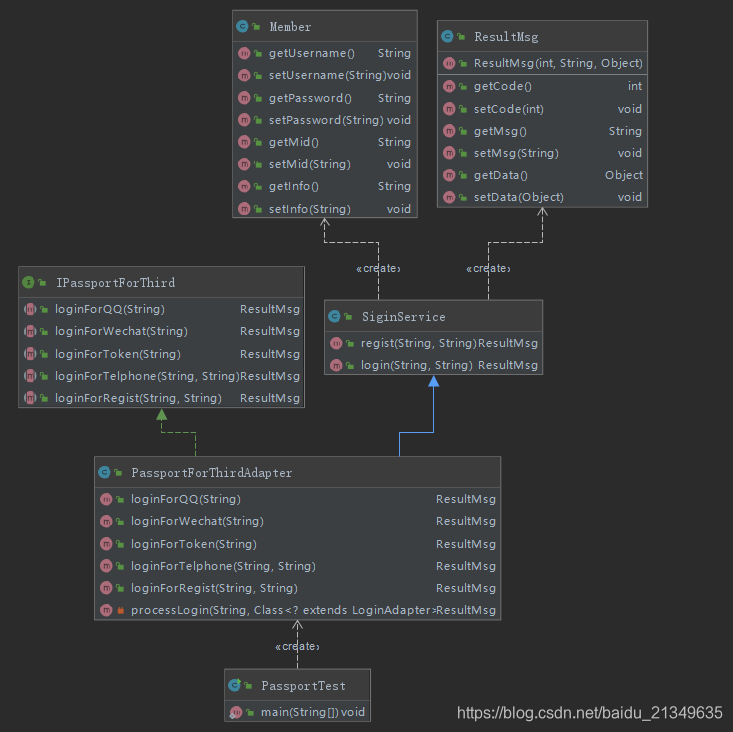 Member
getUsername() String
setUsername(String)void
getPassword() String
setPassword(String) void
getMid() String
setMid(String) void
getInfo() String
setInfo(String) void
ResultMsg
ResultMsg(int, String, Object)
getCode() int
setCode(int) void
getMsg() String
setMsg(String) void
getData() Object
setData(Object) void
«create»
«create»
IPassportForThird
loginForQQ(String) ResultMsg
loginForWechat(String) ResultMsg
loginForToken(String) ResultMsg
loginForTelphone(String, String)ResultMsg
loginForRegist(String, String) ResultMsg
SiginService
regist(String, String)ResultMsg
login(String, String) ResultMsg
PassportForThirdAdapter
loginForQQ(String) ResultMsg
loginForWechat(String) ResultMsg
loginForToken(String) ResultMsg
loginForTelphone(String, String) ResultMsg
loginForRegist(String, String) ResultMsg
processLogin(String, Class<? extends LoginAdapter>ResultMsg
«create»
PassportTest
main(String[]) void
https://blog.csdn.net/baidu_21349635